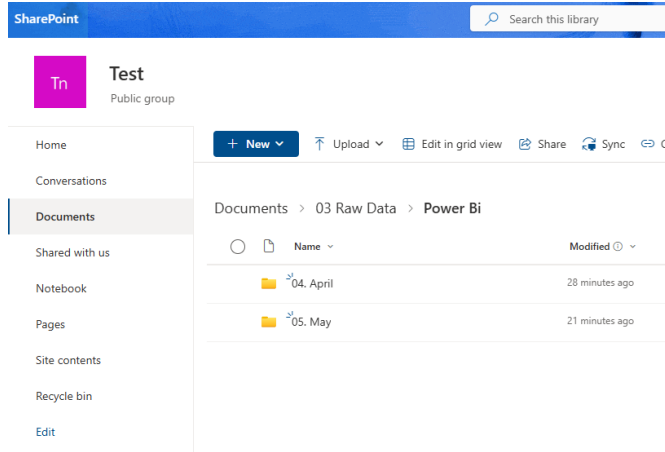 SharePoint
Search this library
Tn
Test
Public group
Home
Conversations
Documents
Shared with us
Notebook
Pages
Site contents
Recycle bin
Edit
+ New
Upload
Edit in grid view
Share
Sync
Documents > 03 Raw Data > Power Bi
Name
Modified
04. April
28 minutes ago
05. May
21 minutes ago